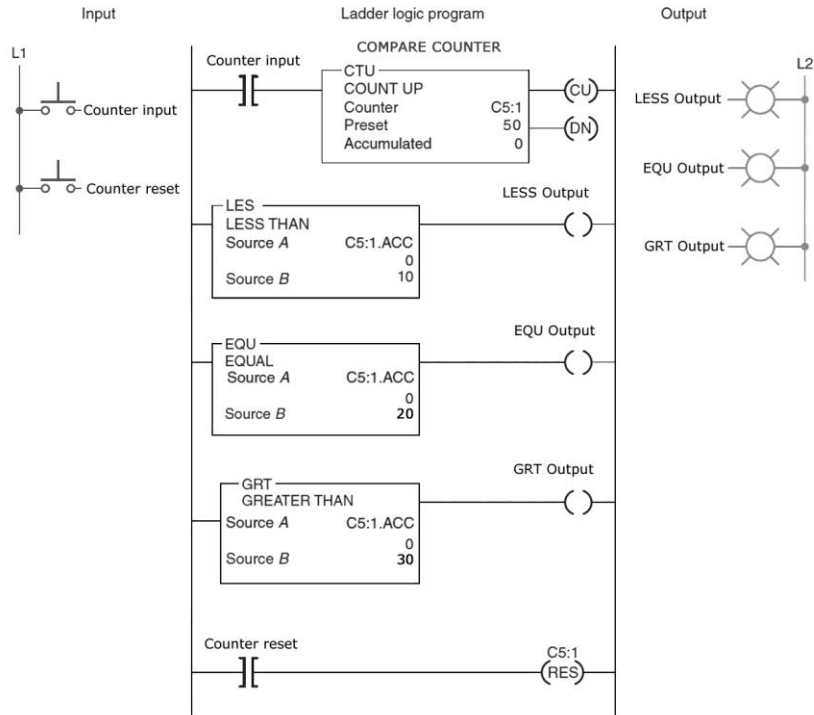 Input
Ladder logic program
Output
L1
Counter input
Counter reset
COMPARE COUNTER
Counter input
CTU
COUNT UP
Counter C5:1
Preset 50
Accumulated 0
(CU)
(DN)
L2
LESS Output
EQU Output
GRT Output
LESS Output
LES
LESS THAN
Source A C5:1.ACC
0
Source B 10
EQU Output
EQU
EQUAL
Source A C5:1.ACC
0
Source B 20
GRT Output
GRT
GREATER THAN
Source A C5:1.ACC
0
Source B 30
Counter reset
C5:1
(RES)